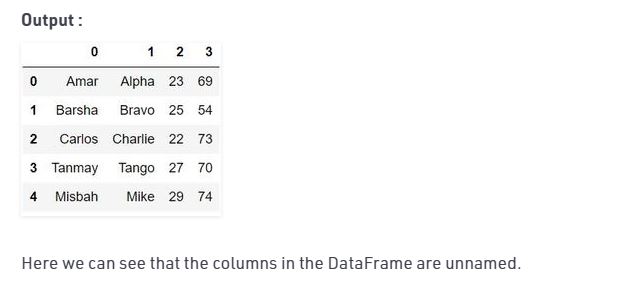 Output :
0 1 2 3
0 Amar Alpha 23 69
1 Barsha Bravo 25 54
2 Carlos Charlie 22 73
3 Tanmay Tango 27 70
4 Misbah Mike 29 74
Here we can see that the columns in the DataFrame are unnamed.